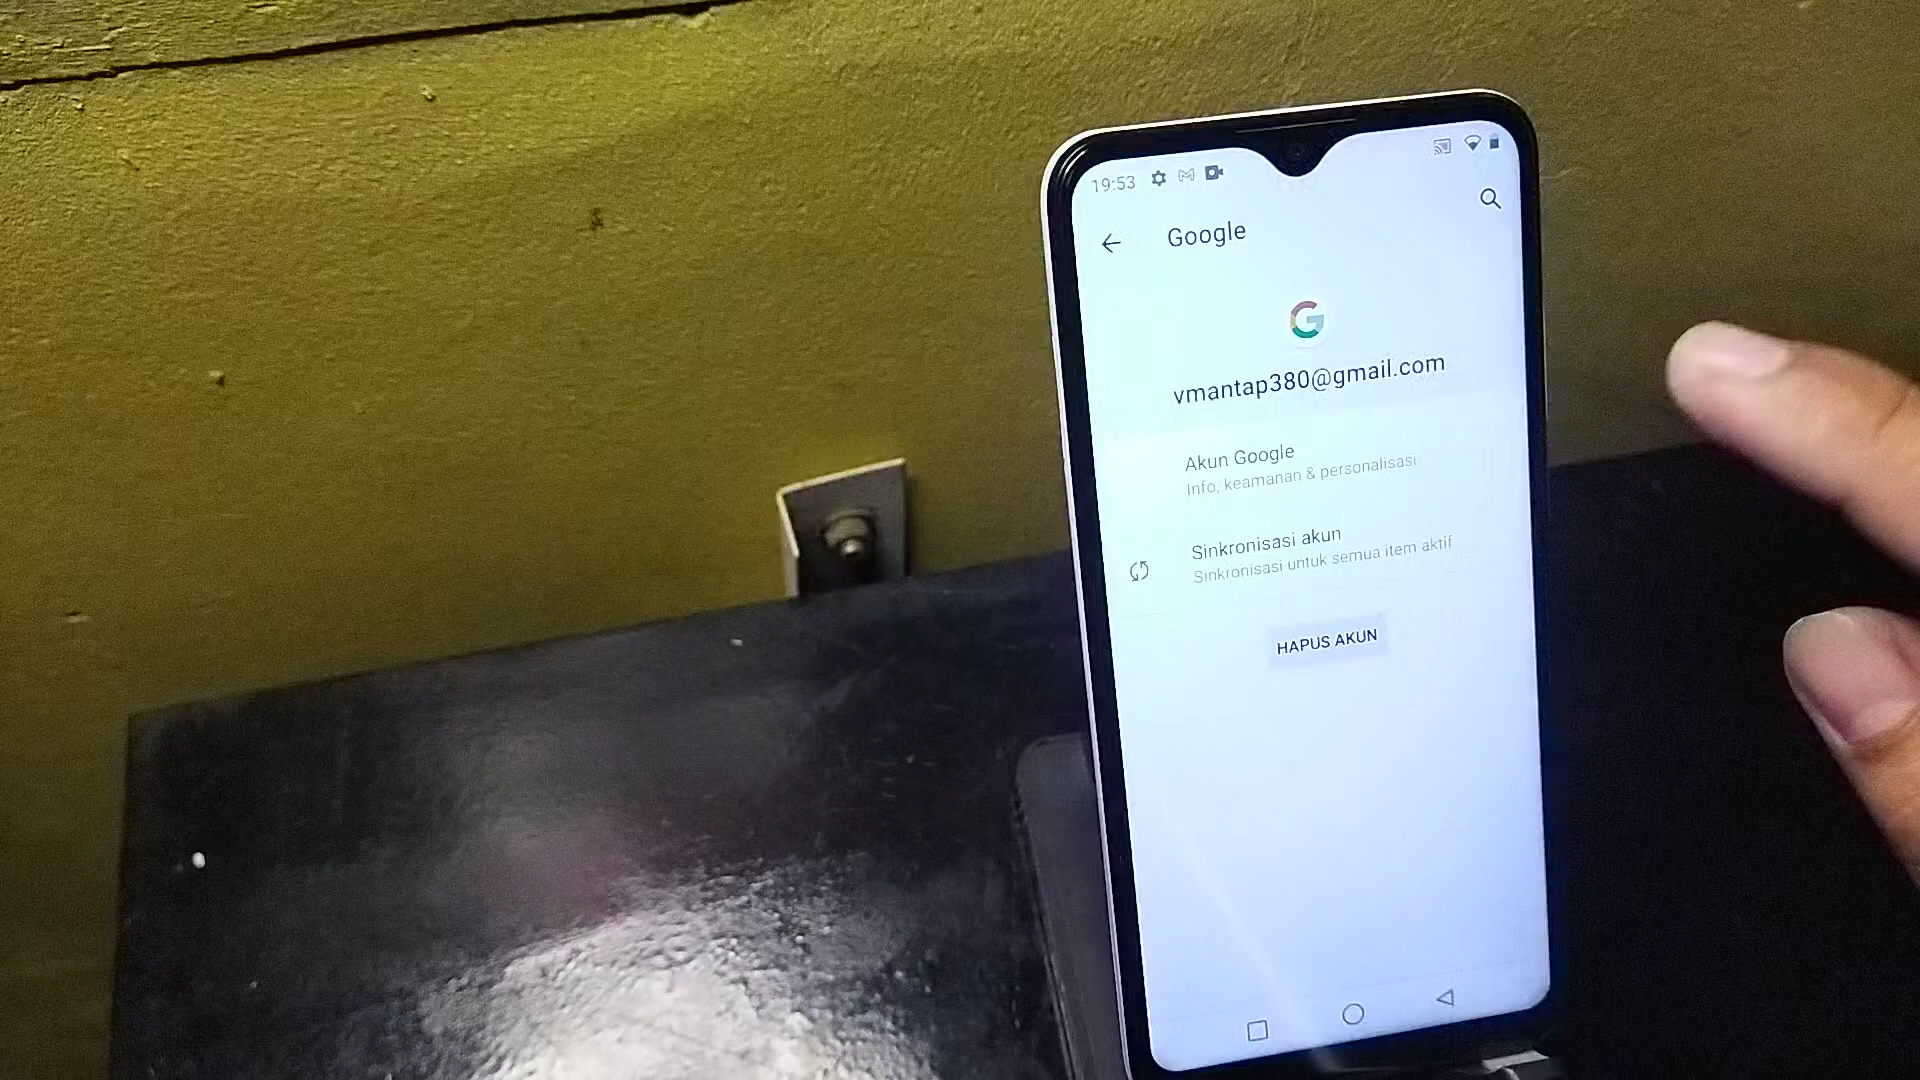 19:53
Google
vmantap380@gmail.com
Akun Google
Info, keamanan & personalisasi
Sinkronisasi akun
Sinkronisasi untuk semua item aktif
HAPUS AKUN